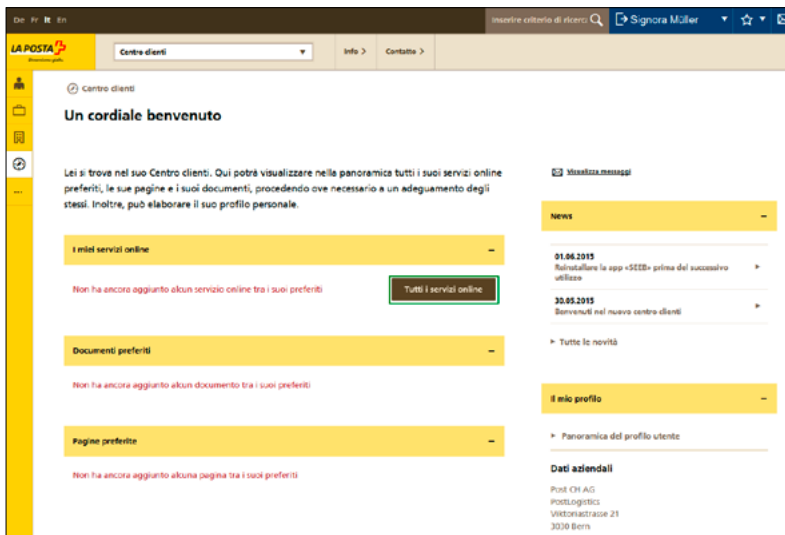 De Fr It En
Inserire criterio di ricerca
Signora Müller
LA POSTA
Centro clienti
Info >
Contatto >
Centro clienti
Un cordiale benvenuto
Lei si trova nel suo Centro clienti. Qui potrà visualizzare nella panoramica tutti i suoi servizi online
preferiti, le sue pagine e i suoi documenti, procedendo ove necessario a un adeguamento degli
stessi. Inoltre, può elaborare il suo profilo personale.
I miei servizi online
Non ha ancora aggiunto alcun servizio online tra i suoi preferiti
Tutti i servizi online
Documenti preferiti
Non ha ancora aggiunto alcun documento tra i suoi preferiti
Pagine preferite
Non ha ancora aggiunto alcuna pagina tra i suoi preferiti
Visualizza messaggi
News
01.06.2015
Reinstallare la app «SEEB» prima del successivo
utilizzo
30.05.2015
Benvenuti nel nuovo centro clienti
Tutte le novità
Il mio profilo
Panoramica del profilo utente
Dati aziendali
Post CH AG
PostLogistics
Viktoriastrasse 21
3030 Bern